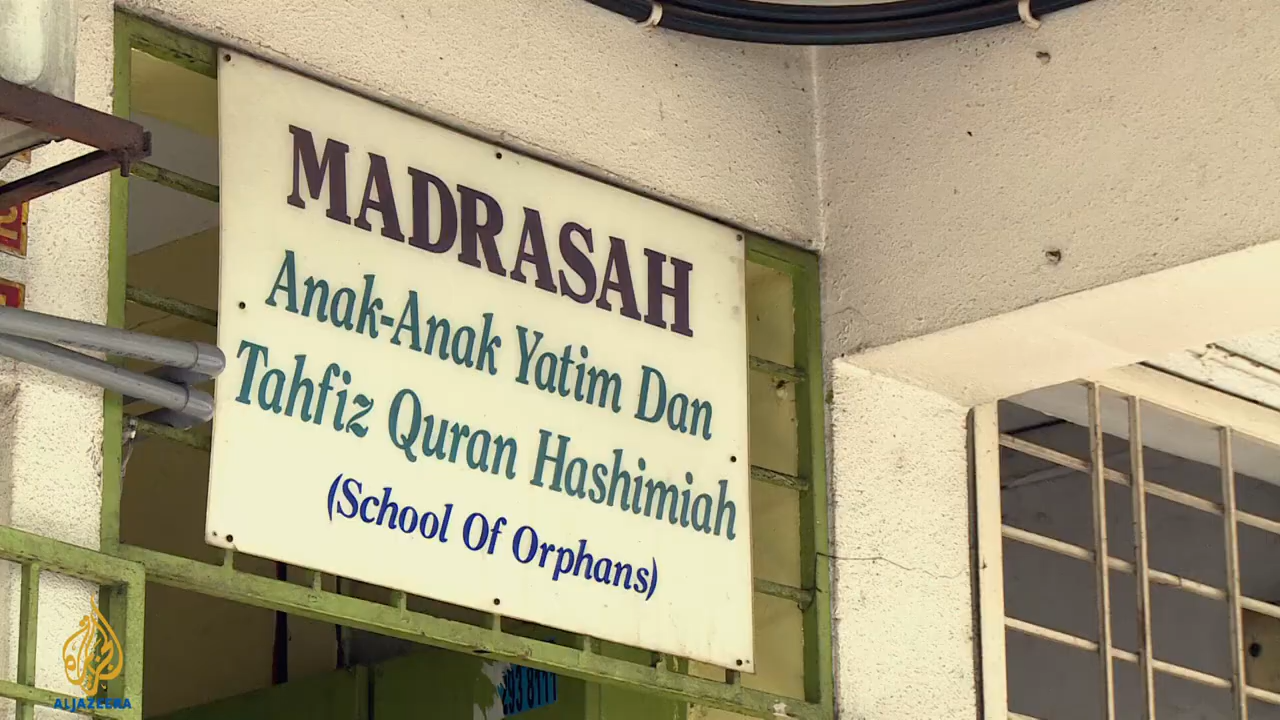 MADRASAH
Anak-Anak Yatim Dan
Tahfiz Quran Hashimiah
(School Of Orphans)
ALJAZEERA